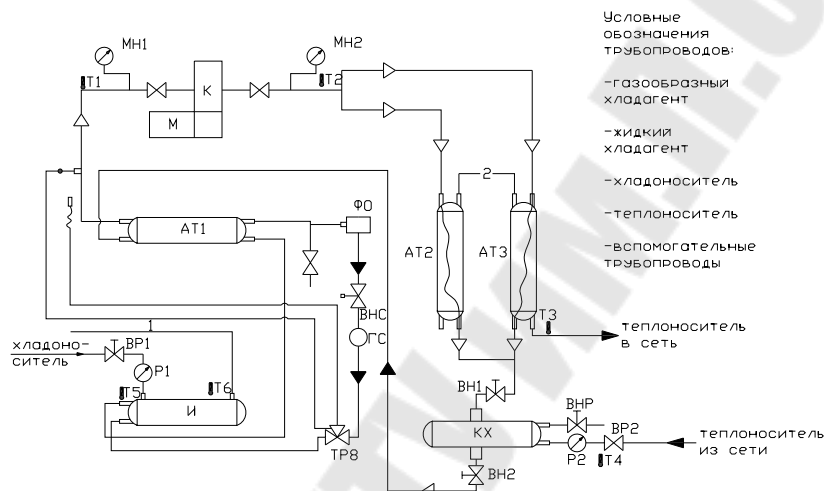 Условные
обозначения
трубопроводов:
-газообразный
хладагент
-жидкий
хладагент
-хладоноситель
-теплоноситель
-вспомогательные
трубопроводы
МН1
МН2
Т1
К
Т2
М
2
ФО
АТ1
АТ2
АТ3
ВНС
Т3
1
ГС
теплоноситель
в сеть
хладоно-
ситель
ВР1
Р1
Т5
Т6
ВН1
И
ВНР
КХ
ВР2
теплоноситель
из сети
ТР8
Р2
Т4
ВН2